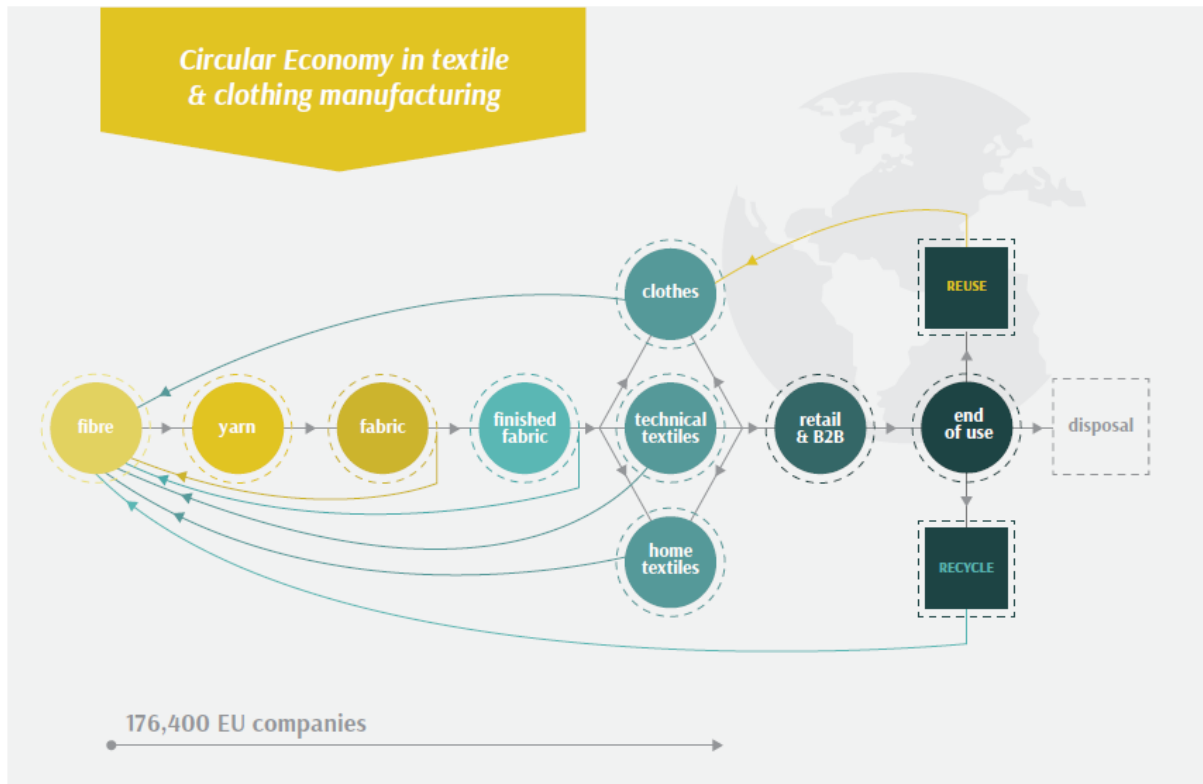 Circular Economy in textile
& clothing manufacturing
clothes
REUSE
fibre
yarn
fabric
finished
fabric
technical
textiles
retail
& B2B
end
of use
disposal
home
textiles
RECYCLE
176,400 EU companies